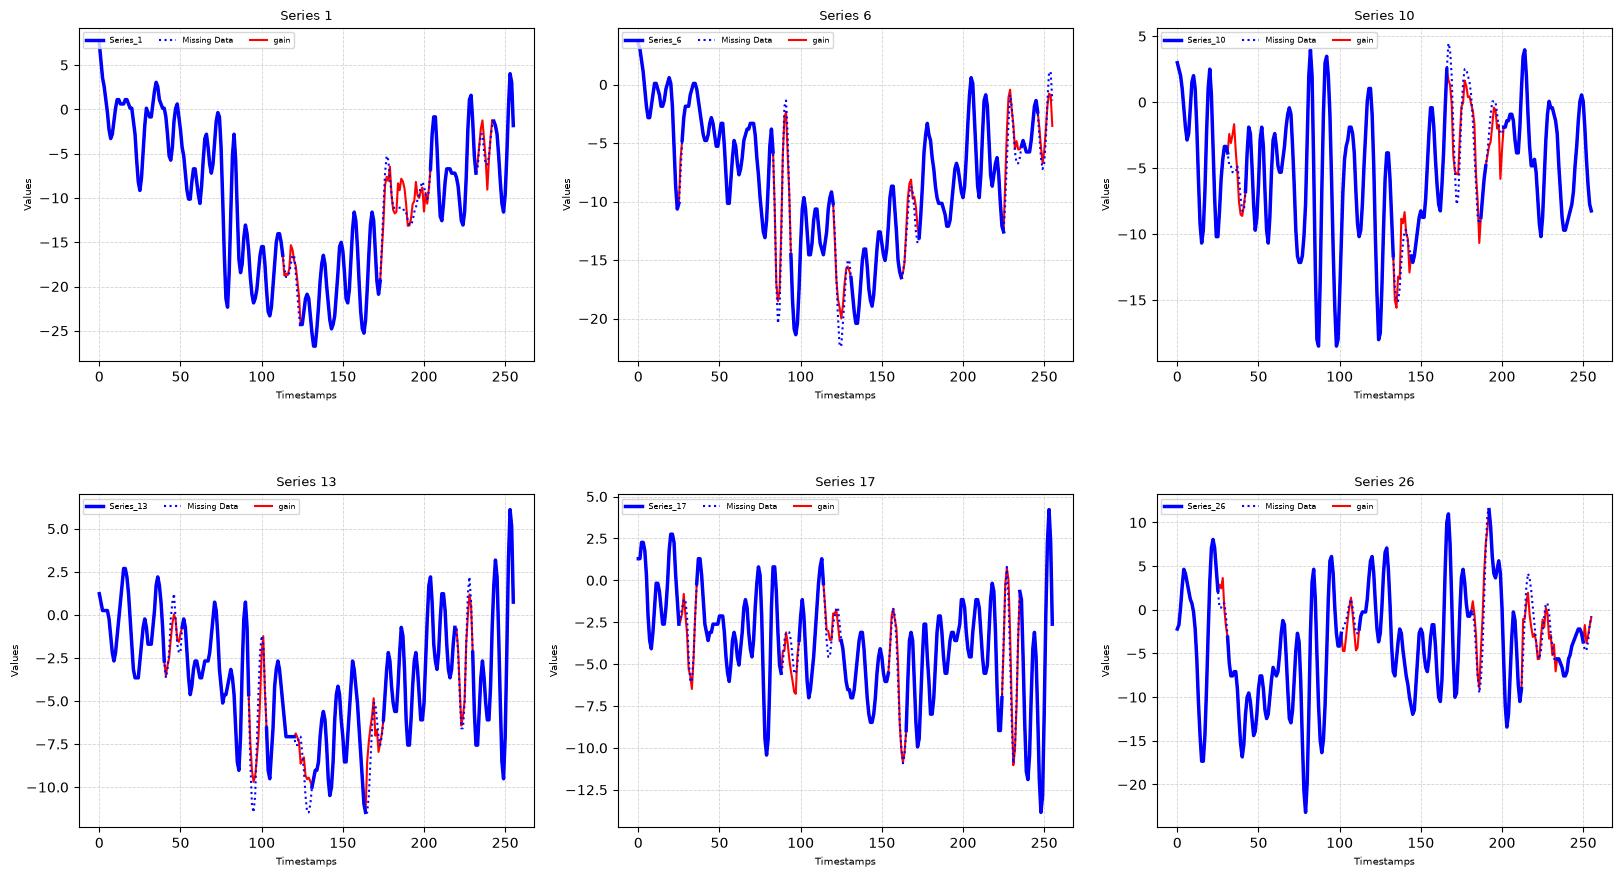 Series 1
Series_1 Missing Data gain
Values
5
0
−5
−10
−15
−20
−25
0 50 100 150 200 250
Timestamps
Series 6
Series_6 Missing Data gain
Values
0
−5
−10
−15
−20
0 50 100 150 200 250
Timestamps
Series 10
Series_10 Missing Data gain
Values
5
0
−5
−10
−15
0 50 100 150 200 250
Timestamps
Series 13
Series_13 Missing Data gain
Values
5.0
2.5
0.0
−2.5
−5.0
−7.5
−10.0
0 50 100 150 200 250
Timestamps
Series 17
Series_17 Missing Data gain
Values
5.0
2.5
0.0
−2.5
−5.0
−7.5
−10.0
−12.5
0 50 100 150 200 250
Timestamps
Series 26
Series_26 Missing Data gain
Values
10
5
0
−5
−10
−15
−20
0 50 100 150 200 250
Timestamps